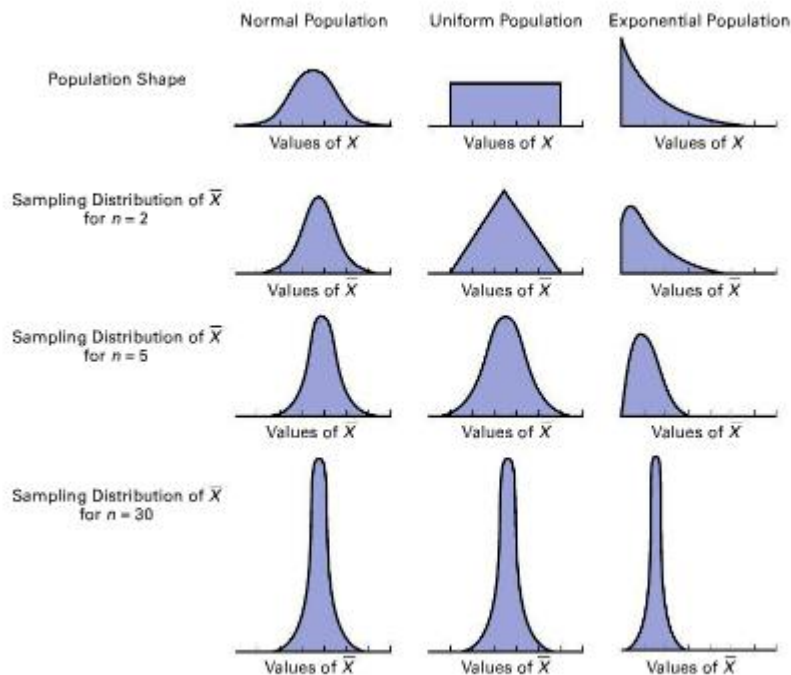 Normal Population Uniform Population Exponential Population
Population Shape
Values of X Values of X Values of X
Sampling Distribution of X̅
for n = 2
Values of X̅ Values of X̅ Values of X̅
Sampling Distribution of X̅
for n = 5
Values of X̅ Values of X̅ Values of X̅
Sampling Distribution of X̅
for n = 30
Values of X̅ Values of X̅ Values of X̅